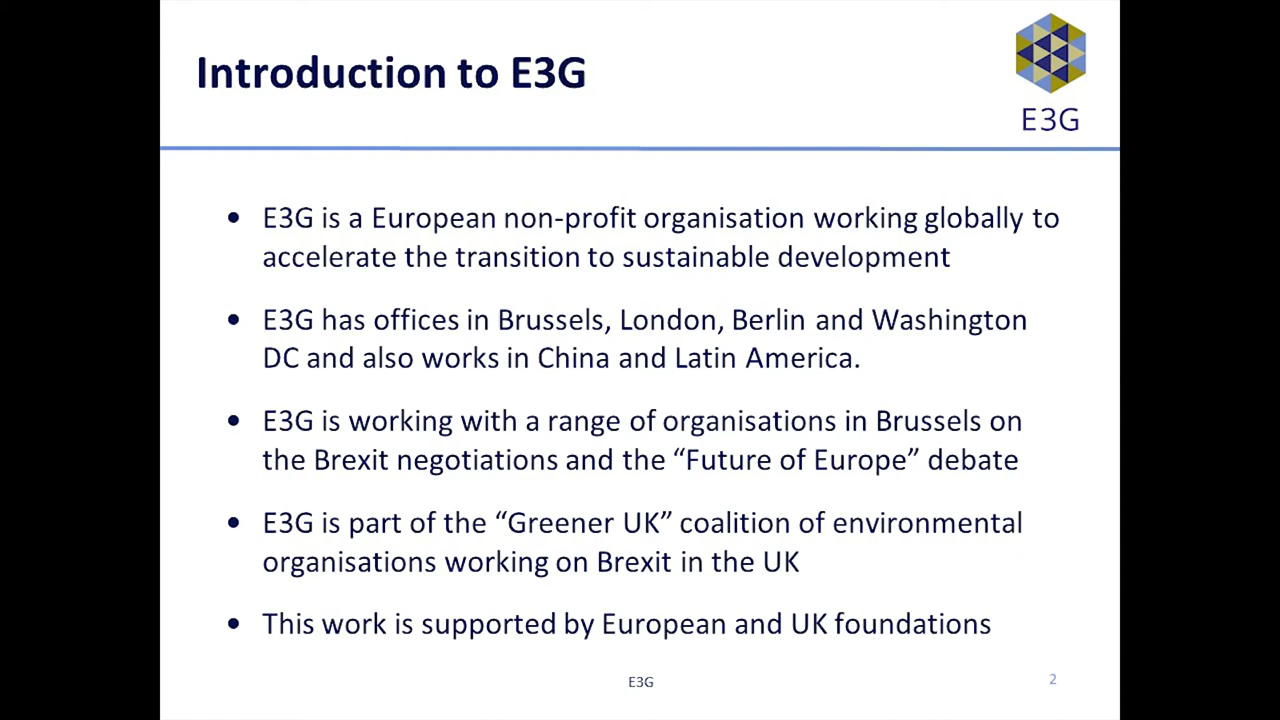 Introduction to E3G
E3G
• E3G is a European non-profit organisation working globally to
accelerate the transition to sustainable development
• E3G has offices in Brussels, London, Berlin and Washington
DC and also works in China and Latin America.
• E3G is working with a range of organisations in Brussels on
the Brexit negotiations and the “Future of Europe” debate
• E3G is part of the “Greener UK” coalition of environmental
organisations working on Brexit in the UK
• This work is supported by European and UK foundations
E3G
2